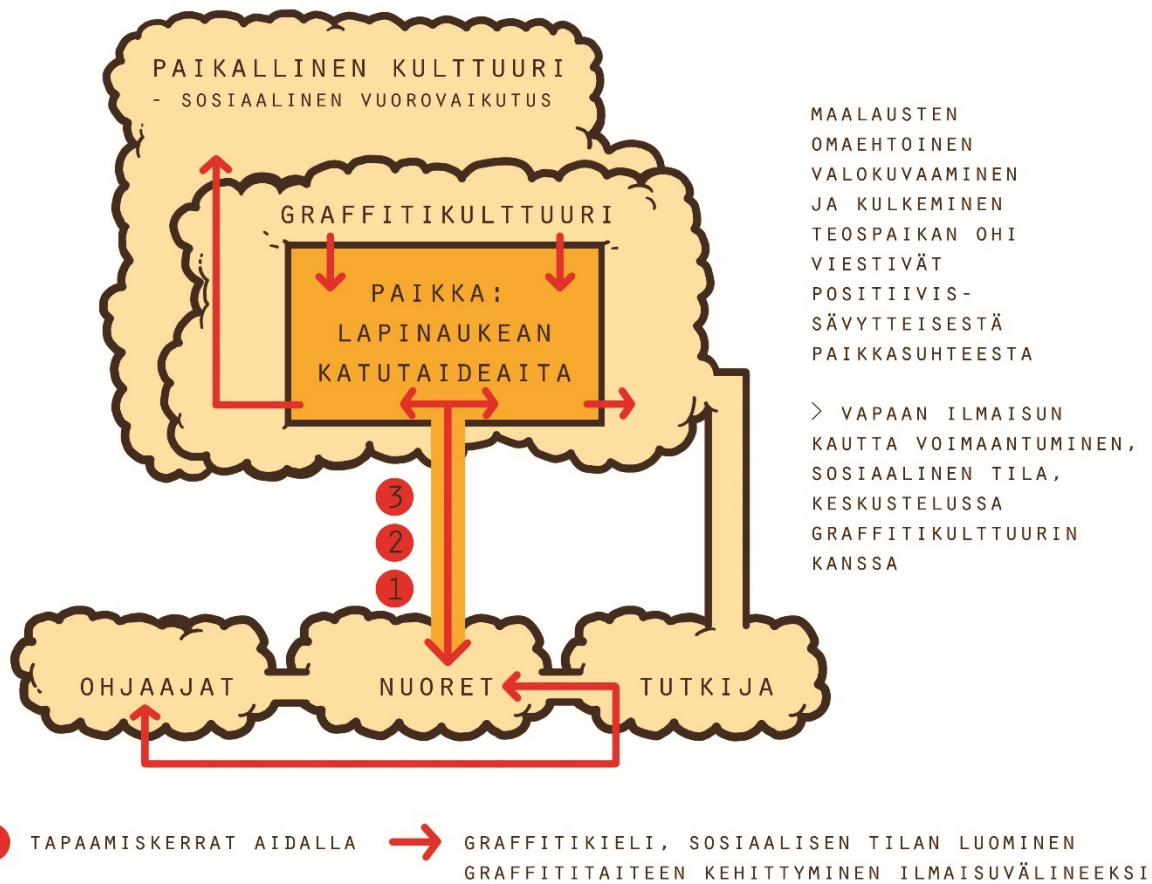 PAIKALLINEN KULTTUURI
- SOSIAALINEN VUOROVAIKUTUS
GRAFFITIKULTTUURI
PAIKKA:
LAPINAUKEAN
KATUTAIDEAITA
3
2
1
OHJAAJAT
NUORET
TUTKIJA
MAALAUSTEN
OMAEHTOINEN
VALOKUVAAMINEN
JA KULKEMINEN
TEOSPAIKAN OHI
VIESTIVÄT
POSITIIVIS-
SÄVYTTEISESTÄ
PAIKKASUHTEESTA
> VAPAAN ILMAISUN
KAUTTA VOIMAANTUMINEN,
SOSIAALINEN TILA,
KESKUSTELUSSA
GRAFFITIKULTTUURIN
KANSSA
TAPAAMISKERRAT AIDALLA
GRAFFITIKIELI, SOSIAALISEN TILAN LUOMINEN
GRAFFITITAITEEN KEHITTYMINEN ILMAISUVÄLINEEKSI